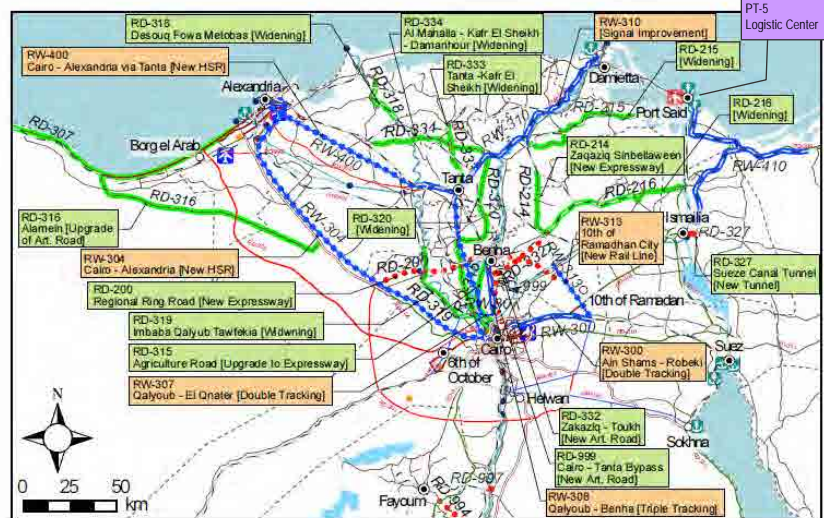 PT-5
Logistic Center
RD-318
Desouq Fowa Metobas [Widening]
RD-334
Al Mahalla - Kafr El Sheikh
- Damanhour [Widening]
RW-310
[Signal Improvement]
RW-400
Cairo - Alexandria via Tanta [New HSR]
RD-333
Tanta -Kafr El
Sheikh [Widening]
RD-215
[Widening]
Damietta
Alexandria
Port Said
RD-216
[Widening]
RD-307
RD-318
RD-215
RW-310
RD-334
RD-333
Borg el Arab
RD-214
Zaqaziq Sinbellaween
[New Expressway]
RW-400
RW-410
Tanta
RD-316
RD-320
RD-214
RD-216
RD-316
Alamein [Upgrade
of Art. Road]
RD-320
[Widening]
RW-313
10th of
Ramadhan City
[New Rail Line]
Ismailia
RD-327
RW-304
RW-304
Cairo - Alexandria [New HSR]
Benha
RD-327
Sueze Canal Tunnel
[New Tunnel]
RD-200
Regional Ring Road [New Expressway]
10th of Ramadan
RD-319
Imbaba Qalyub Tawfekia [Widwning]
RD-319
RW-300
RD-315
Agriculture Road [Upgrade to Expressway]
Cairo
RW-300
Ain Shams - Robeki
[Double Tracking]
Suez
6th of
October
RW-307
Qalyoub - El Qnater [Double Tracking]
Helwan
RD-332
Zakaziq - Toukh
[New Art. Road]
Sokhna
N
RD-999
Cairo - Tanta Bypass
[New Art. Road]
0 25 50
km
Fayoum
RD-994
RD-997
RW-308
Qalyoub - Benha [Triple Tracking]